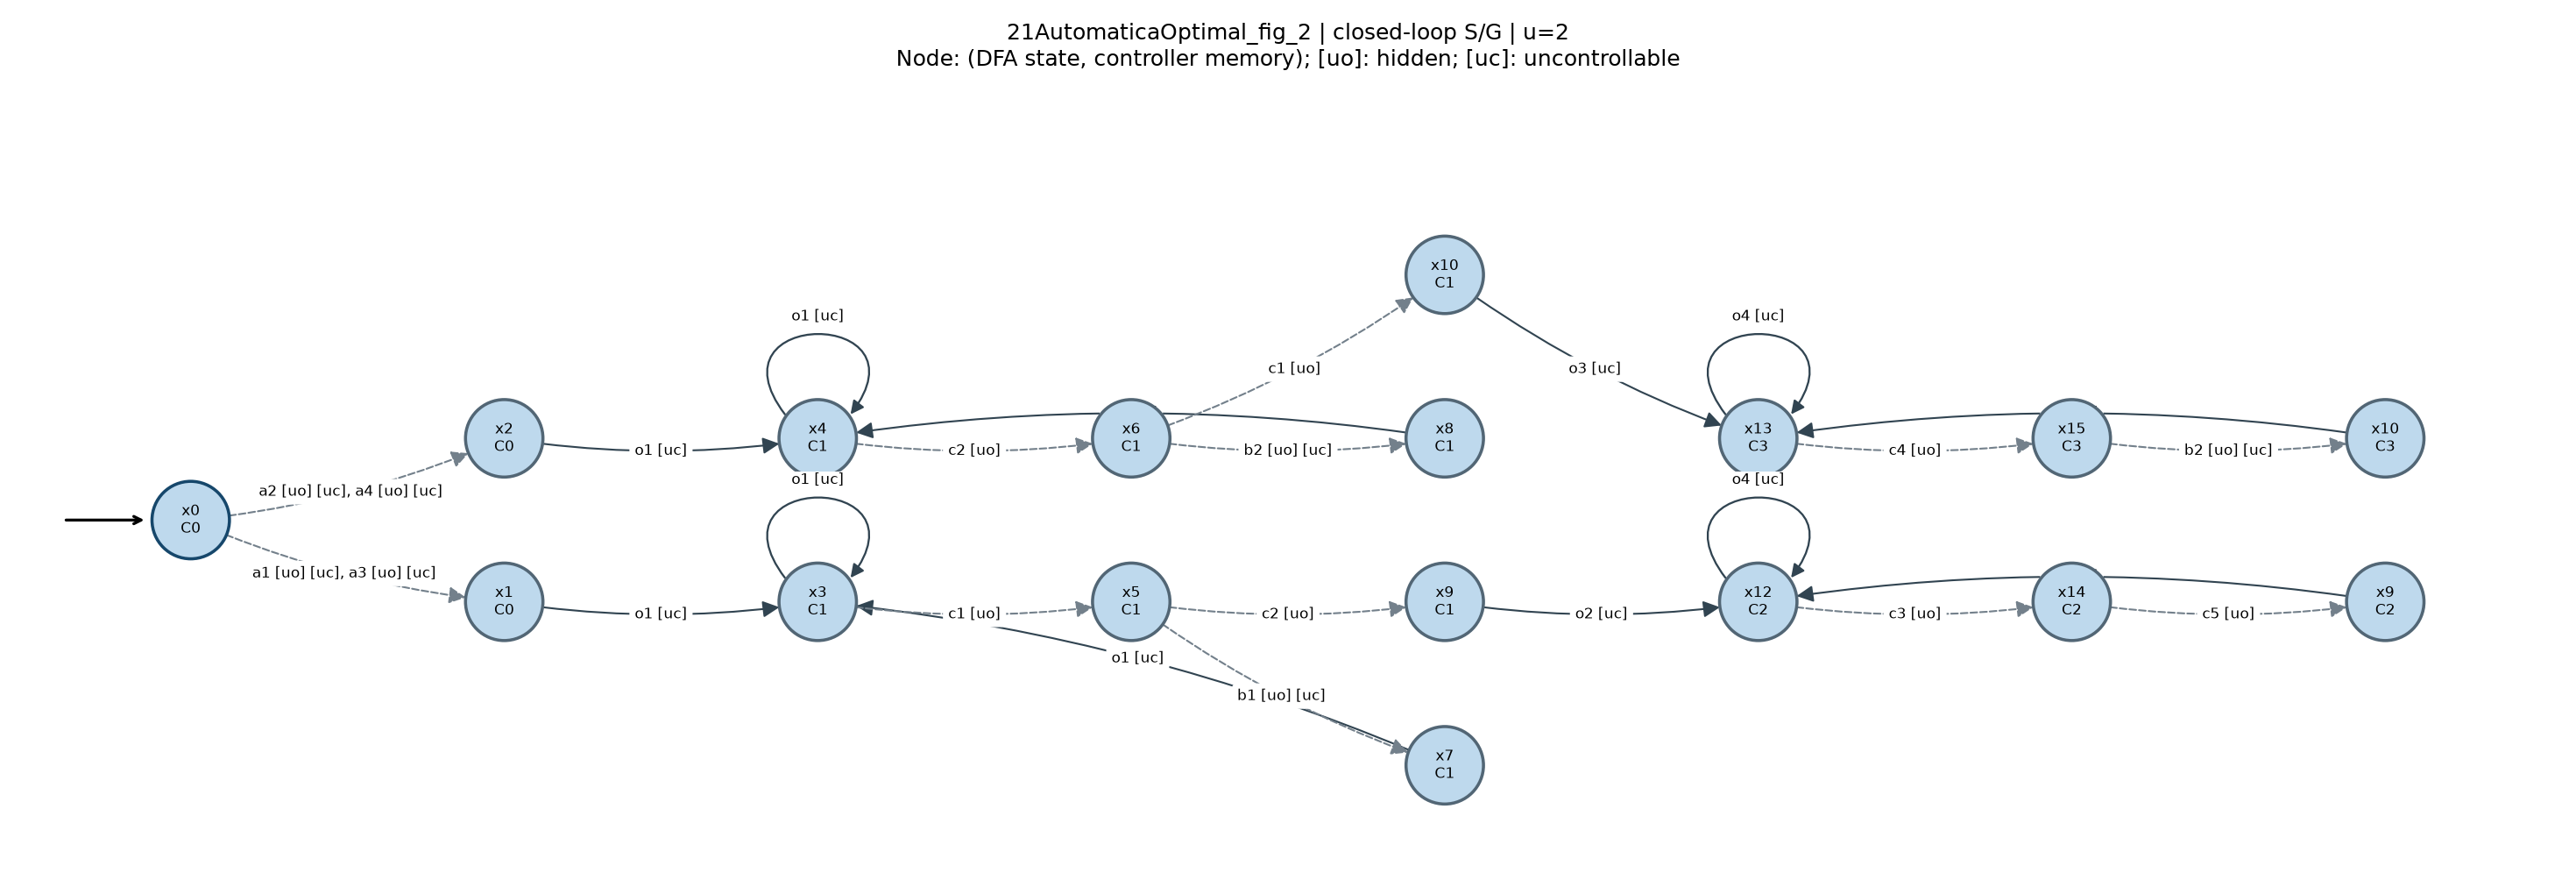 21AutomaticaOptimal_fig_2 | closed-loop S/G | u=2
Node: (DFA state, controller memory); [uo]: hidden; [uc]: uncontrollable
x10
C1
o1 [uc]
o4 [uc]
c1 [uo]
o3 [uc]
x2
C0
o1 [uc]
x4
C1
c2 [uo]
x6
C1
b2 [uo] [uc]
x8
C1
x13
C3
c4 [uo]
x15
C3
b2 [uo] [uc]
x10
C3
o1 [uc]
o4 [uc]
a2 [uo] [uc], a4 [uo] [uc]
x0
C0
a1 [uo] [uc], a3 [uo] [uc]
x1
C0
o1 [uc]
x3
C1
c1 [uo]
x5
C1
c2 [uo]
x9
C1
o2 [uc]
x12
C2
c3 [uo]
x14
C2
c5 [uo]
x9
C2
o1 [uc]
b1 [uo] [uc]
x7
C1